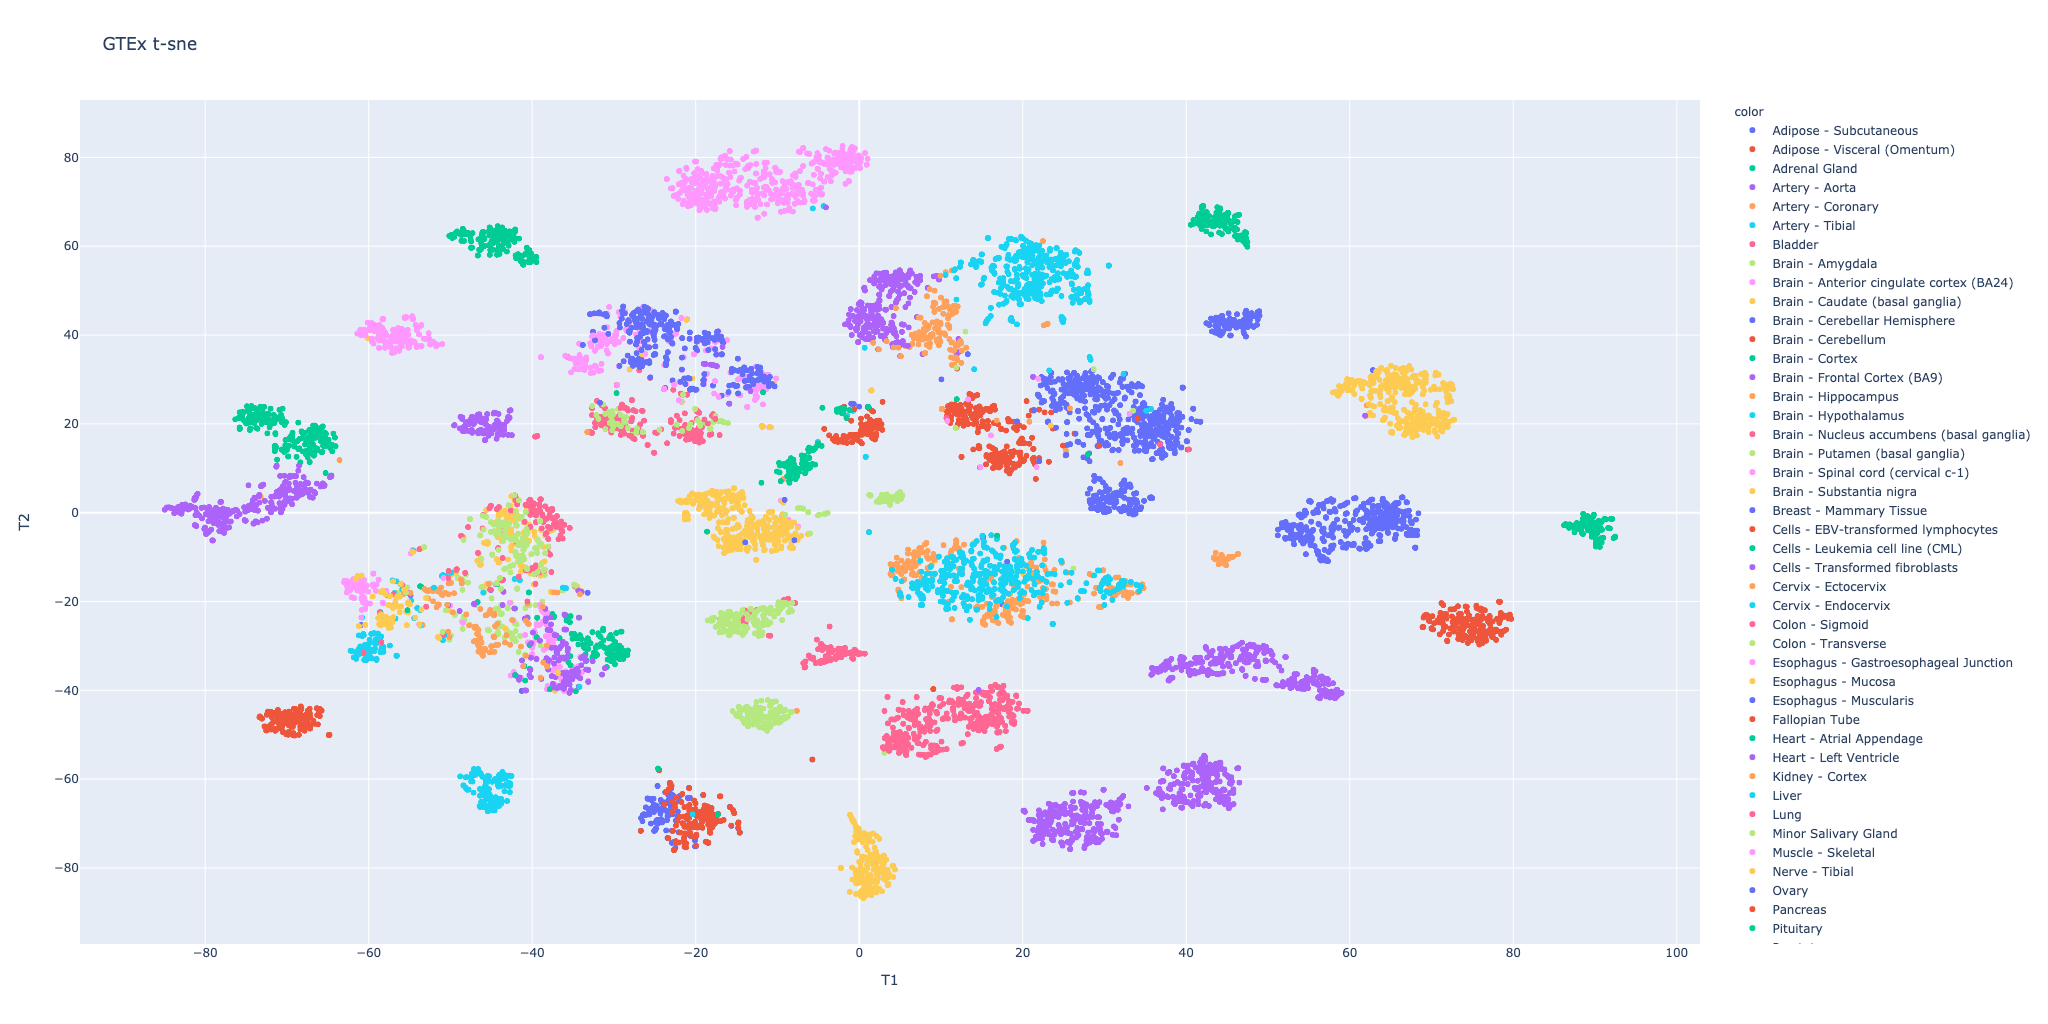 GTEx t-sne
color
Adipose - Subcutaneous
Adipose - Visceral (Omentum)
Adrenal Gland
Artery - Aorta
Artery - Coronary
Artery - Tibial
Bladder
Brain - Amygdala
Brain - Anterior cingulate cortex (BA24)
Brain - Caudate (basal ganglia)
Brain - Cerebellar Hemisphere
Brain - Cerebellum
Brain - Cortex
Brain - Frontal Cortex (BA9)
Brain - Hippocampus
Brain - Hypothalamus
Brain - Nucleus accumbens (basal ganglia)
Brain - Putamen (basal ganglia)
Brain - Spinal cord (cervical c-1)
Brain - Substantia nigra
Breast - Mammary Tissue
Cells - EBV-transformed lymphocytes
Cells - Leukemia cell line (CML)
Cells - Transformed fibroblasts
Cervix - Ectocervix
Cervix - Endocervix
Colon - Sigmoid
Colon - Transverse
Esophagus - Gastroesophageal Junction
Esophagus - Mucosa
Esophagus - Muscularis
Fallopian Tube
Heart - Atrial Appendage
Heart - Left Ventricle
Kidney - Cortex
Liver
Lung
Minor Salivary Gland
Muscle - Skeletal
Nerve - Tibial
Ovary
Pancreas
Pituitary
80
60
40
20
0
−20
−40
−60
−80
T2
−80 −60 −40 −20 0 20 40 60 80 100
T1